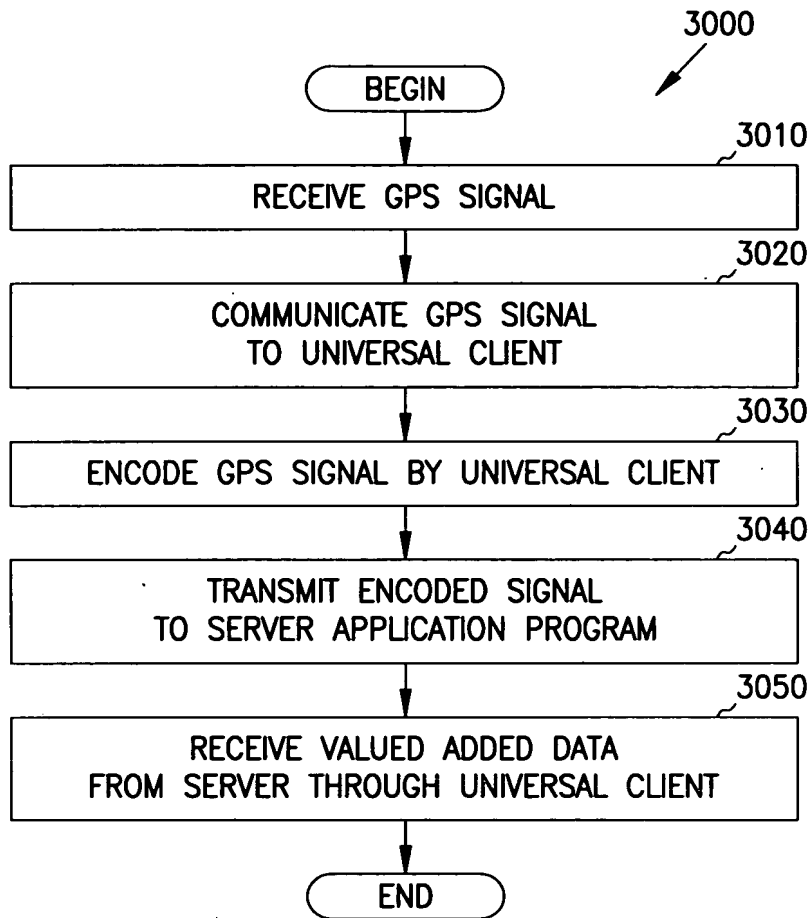 3000
BEGIN
3010
RECEIVE GPS SIGNAL
3020
COMMUNICATE GPS SIGNAL
TO UNIVERSAL CLIENT
3030
ENCODE GPS SIGNAL BY UNIVERSAL CLIENT
3040
TRANSMIT ENCODED SIGNAL
TO SERVER APPLICATION PROGRAM
3050
RECEIVE VALUED ADDED DATA
FROM SERVER THROUGH UNIVERSAL CLIENT
END